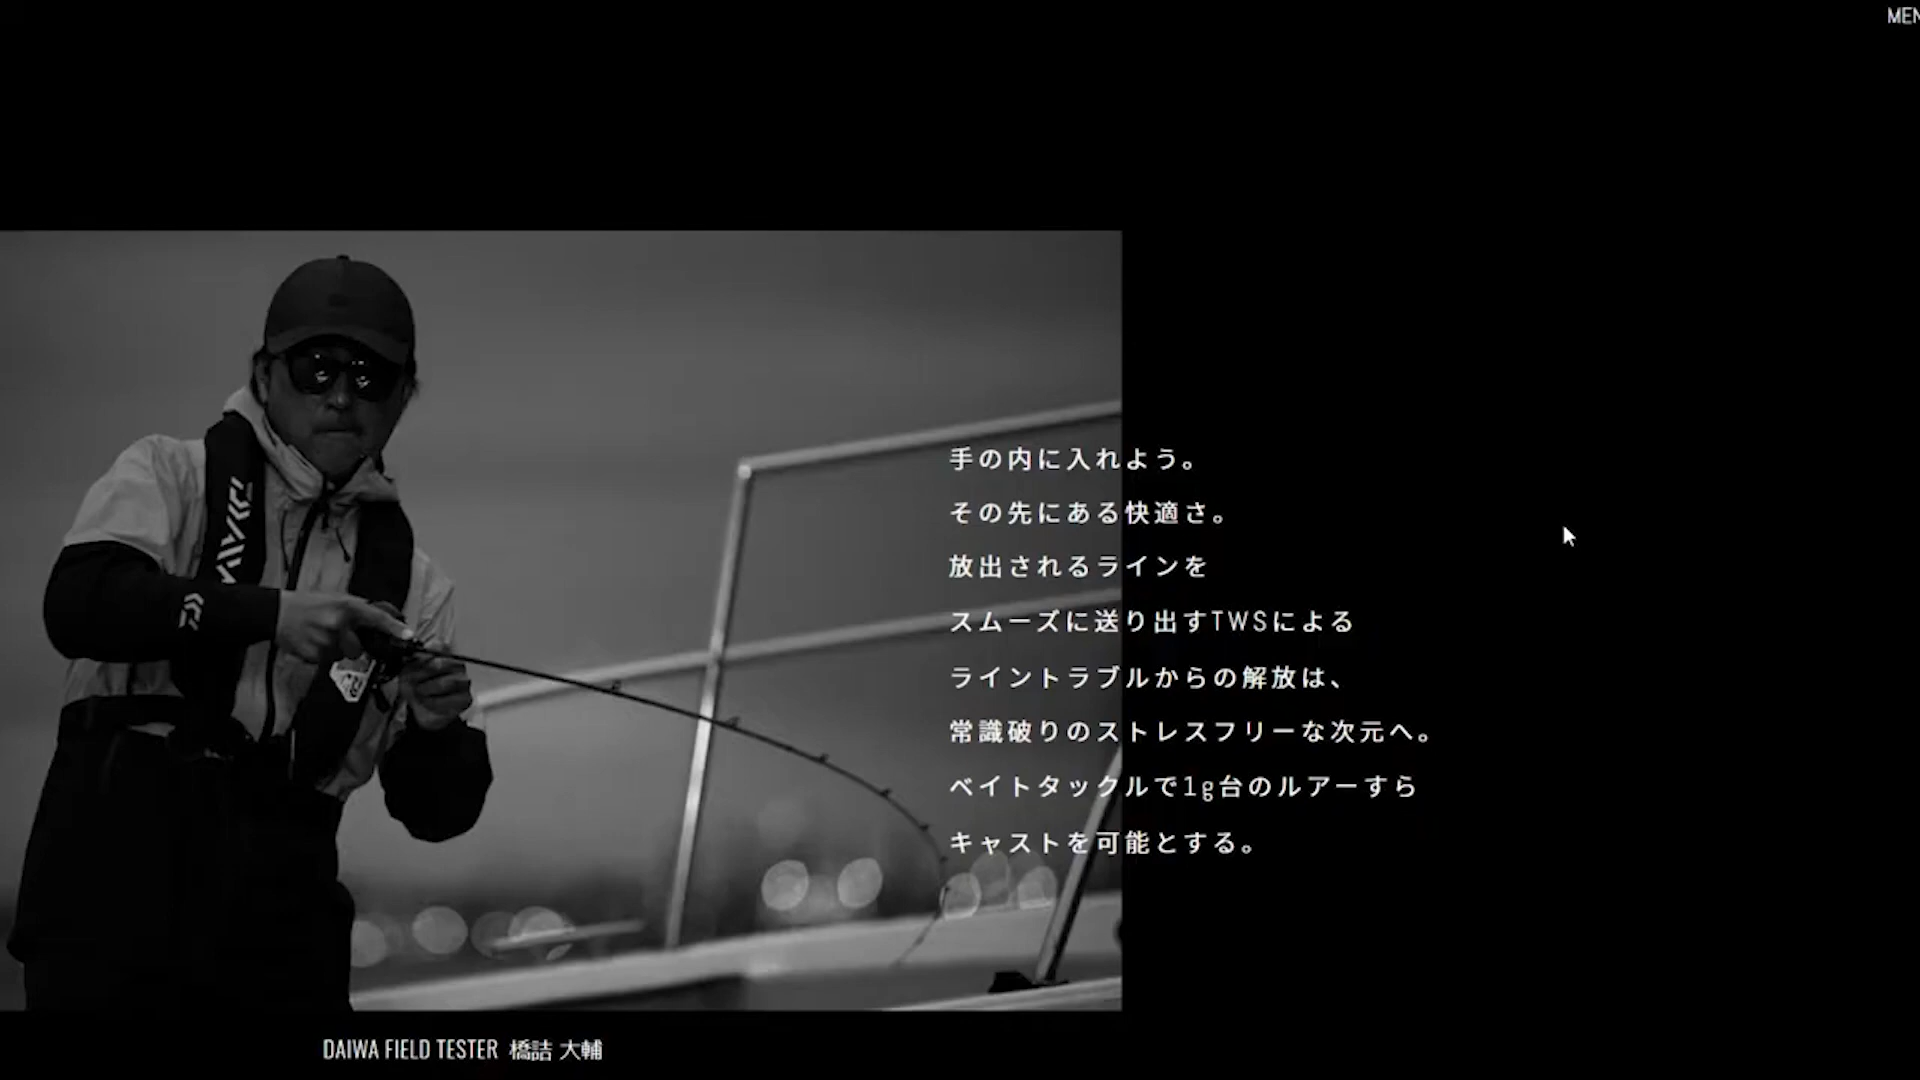 MEN
手の内に入れよう。
その先にある快適さ。
放出されるラインを
スムーズに送り出すTWSによる
ライントラブルからの解放は、
常識破りのストレスフリーな次元へ。
ベイトタックルで1g台のルアーすら
キャストを可能とする。
DAIWA
DAIWA FIELD TESTER 橋詰 大輔